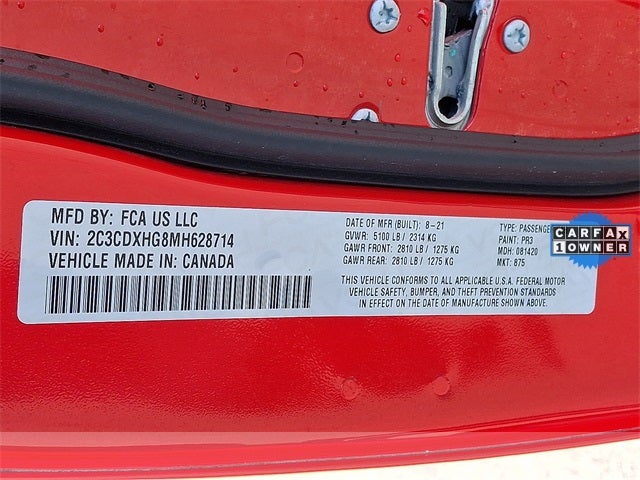 MFD BY: FCA US LLC
VIN: 2C3CDXHG8MH628714
VEHICLE MADE IN: CANADA
DATE OF MFR (BUILT): 8-21
GVWR: 5100 LB / 2314 KG
GAWR FRONT: 2810 LB / 1275 KG
GAWR REAR: 2810 LB / 1275 KG
TYPE: PASSENGE
PAINT: PR3
MDH: 081420
MKT: 875
THIS VEHICLE CONFORMS TO ALL APPLICABLE U.S.A. FEDERAL MOTOR
VEHICLE SAFETY, BUMPER, AND THEFT PREVENTION STANDARDS
IN EFFECT ON THE DATE OF MANUFACTURE SHOWN ABOVE.
CARFAX
1 OWNER